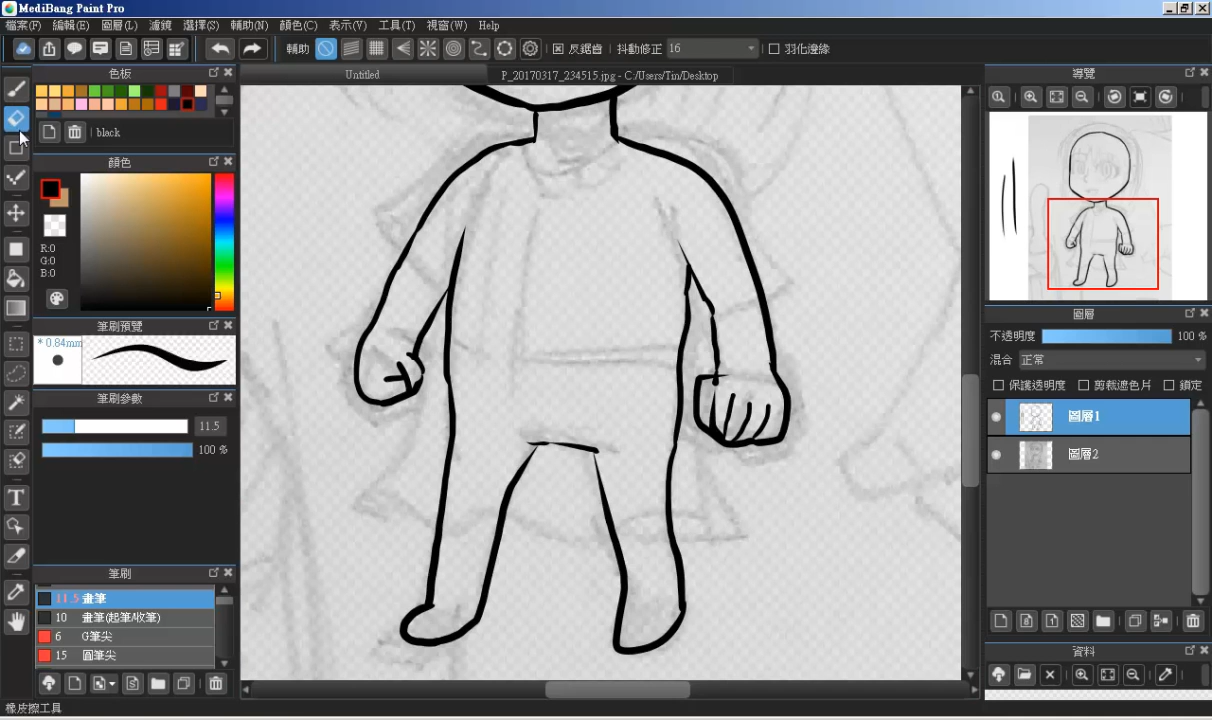 MediBang Paint Pro
檔案(F) 編輯(E) 圖層(L) 濾鏡 選擇(S) 輔助(N) 顏色(C) 表示(V) 工具(T) 視窗(W) Help
輔助 反鋸齒 抖動修正 16 羽化邊緣
色板 Untitled P_20170317_234515.jpg - C:/Users/Tin/Desktop 導覽
black
顏色
R:0
G:0
B:0
筆刷預覽
* 0.84mm
筆刷參數
11.5
100 %
圖層
不透明度 100 %
混合 正常
保護透明度 剪裁遮色片 鎖定
圖層1
圖層2
筆刷
11.5 畫筆
10 畫筆(起筆/收筆)
6 G筆尖
15 圓筆尖
資料
橡皮擦工具